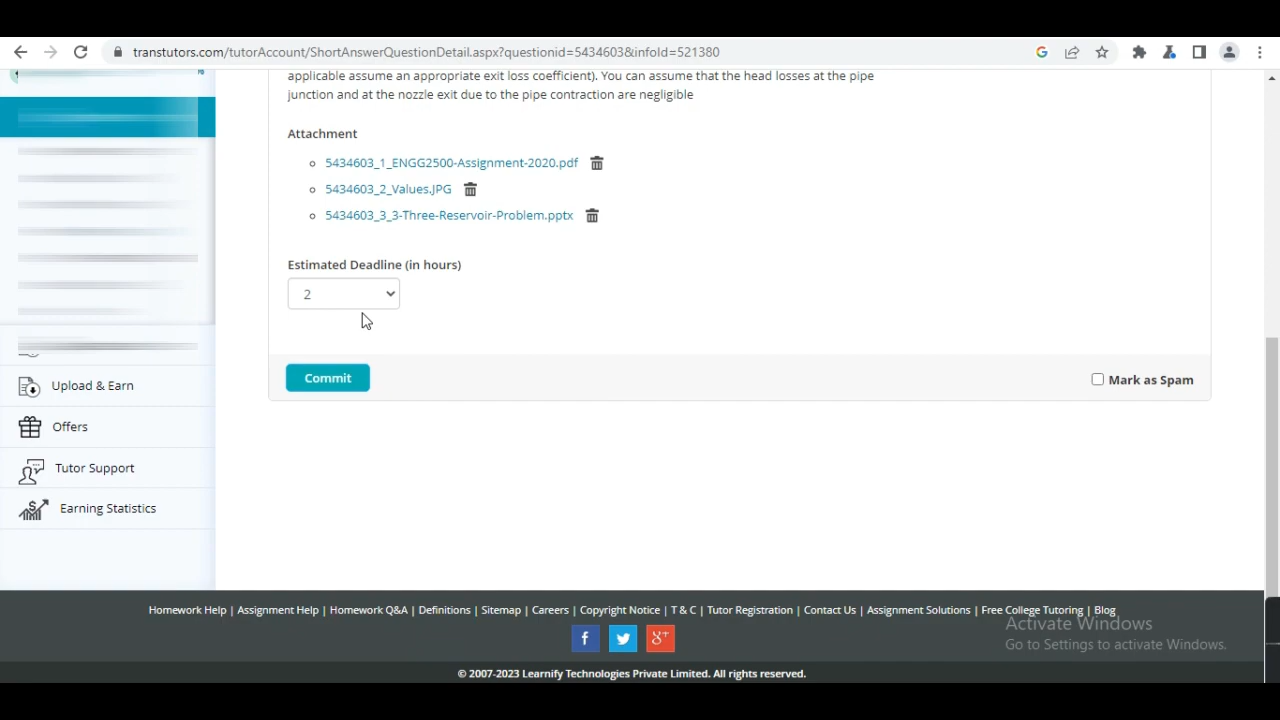 transtutors.com/tutorAccount/ShortAnswerQuestionDetail.aspx?questionid=5434603&infoId=521380
applicable assume an appropriate exit loss coefficient). You can assume that the head losses at the pipe
junction and at the nozzle exit due to the pipe contraction are negligible
Attachment
5434603_1_ENGG2500-Assignment-2020.pdf
5434603_2_Values.JPG
5434603_3_3-Three-Reservoir-Problem.pptx
Estimated Deadline (in hours)
2
Commit
Mark as Spam
Upload & Earn
Offers
Tutor Support
Earning Statistics
Homework Help | Assignment Help | Homework Q&A | Definitions | Sitemap | Careers | Copyright Notice | T & C | Tutor Registration | Contact Us | Assignment Solutions | Free College Tutoring | Blog
Activate Windows
Go to Settings to activate Windows.
© 2007-2023 Learnify Technologies Private Limited. All rights reserved.